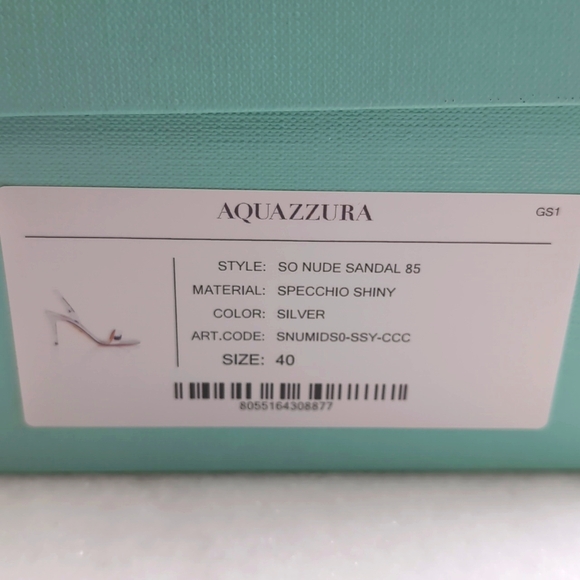 AQUAZZURA
GS1
STYLE: SO NUDE SANDAL 85
MATERIAL: SPECCHIO SHINY
COLOR: SILVER
ART.CODE: SNUMIDS0-SSY-CCC
SIZE: 40
8055164308877